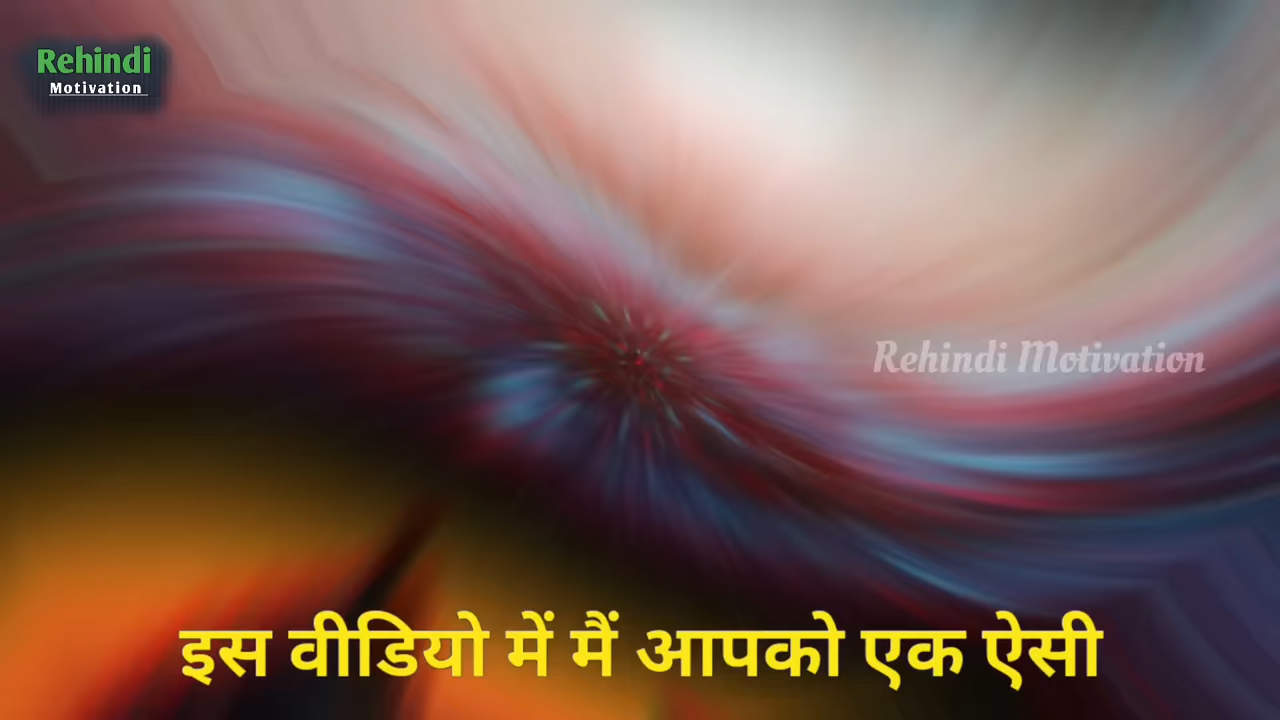 Rehindi
Motivation
Rehindi Motivation
इस वीडियो में मैं आपको एक ऐसी